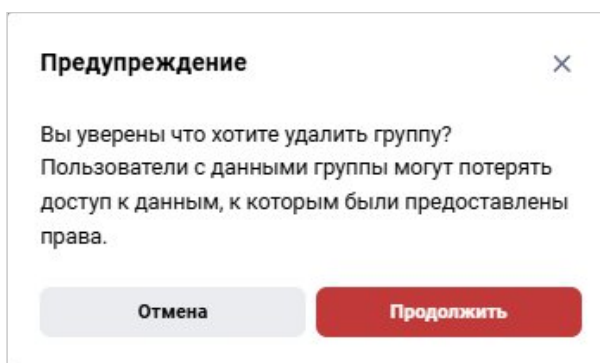 Предупреждение
Вы уверены что хотите удалить группу?
Пользователи с данными группы могут потерять
доступ к данным, к которым были предоставлены
права.
Отмена
Продолжить